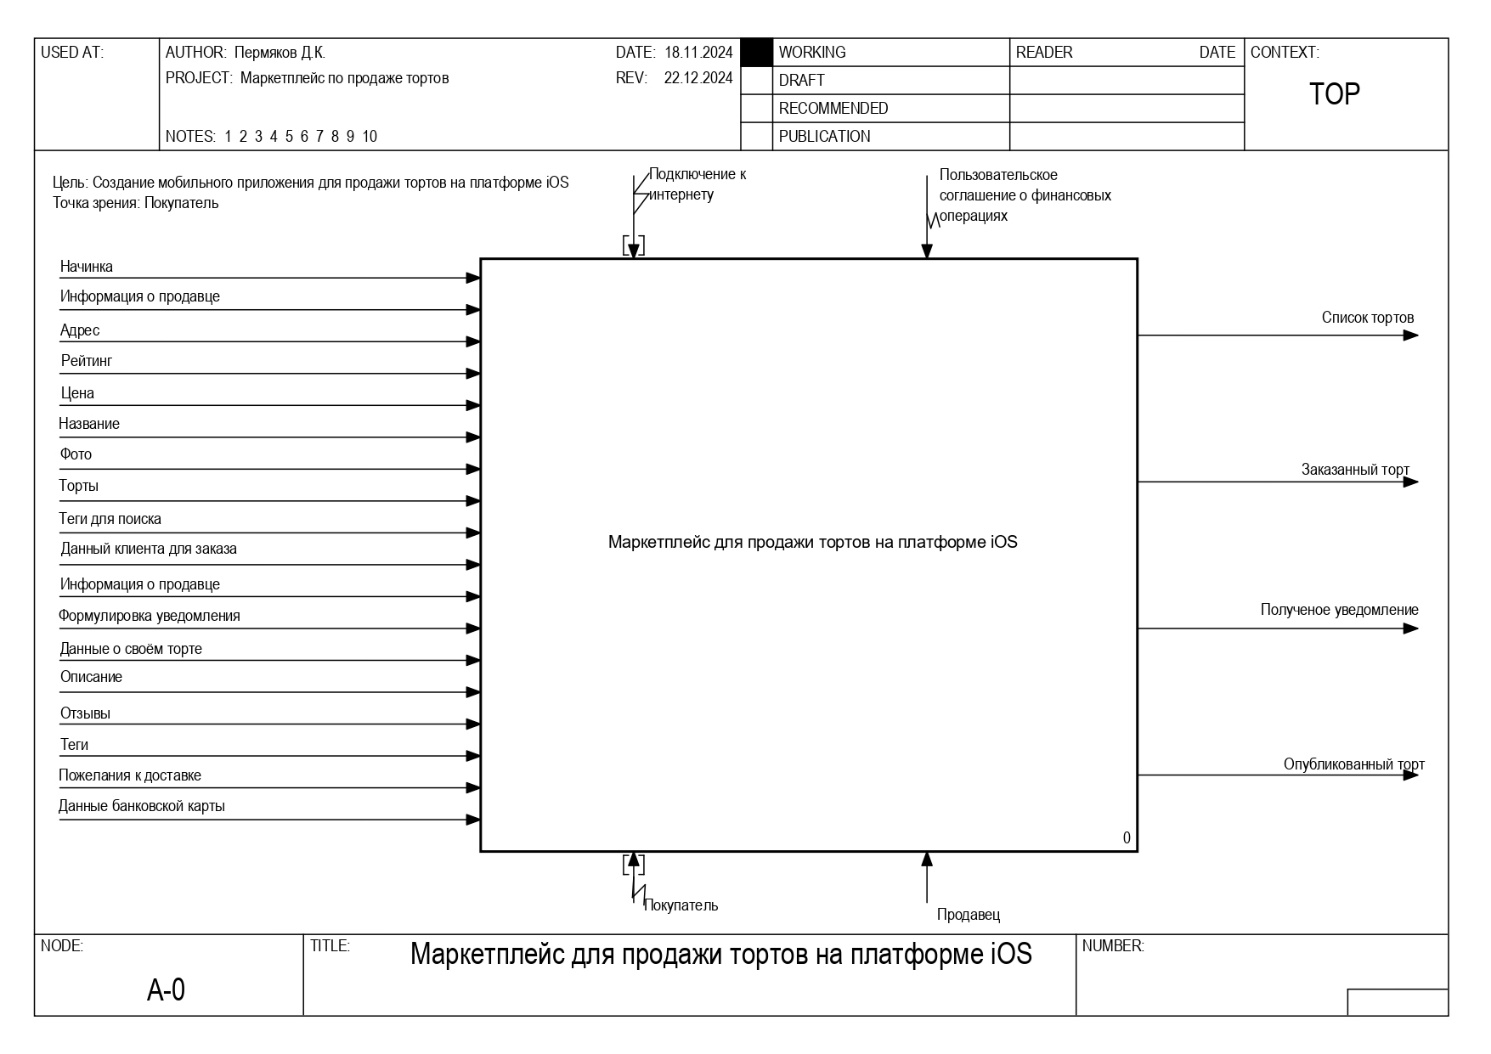 USED AT:
AUTHOR: Пермяков Д.К.
DATE: 18.11.2024
PROJECT: Маркетплейс по продаже тортов
REV: 22.12.2024
NOTES: 1 2 3 4 5 6 7 8 9 10
WORKING
DRAFT
RECOMMENDED
PUBLICATION
READER
DATE
CONTEXT:
TOP
Цель: Создание мобильного приложения для продажи тортов на платформе iOS
Точка зрения: Покупатель
Подключение к
интернету
Пользовательское
соглашение о финансовых
операциях
Начинка
Информация о продавце
Адрес
Рейтинг
Цена
Название
Фото
Торты
Теги для поиска
Данный клиента для заказа
Информация о продавце
Формулировка уведомления
Данные о своём торте
Описание
Отзывы
Теги
Пожелания к доставке
Данные банковской карты
Маркетплейс для продажи тортов на платформе iOS
0
Список тортов
Заказанный торт
Полученое уведомление
Опубликованный торт
Покупатель
Продавец
NODE:
A-0
TITLE:
Маркетплейс для продажи тортов на платформе iOS
NUMBER: